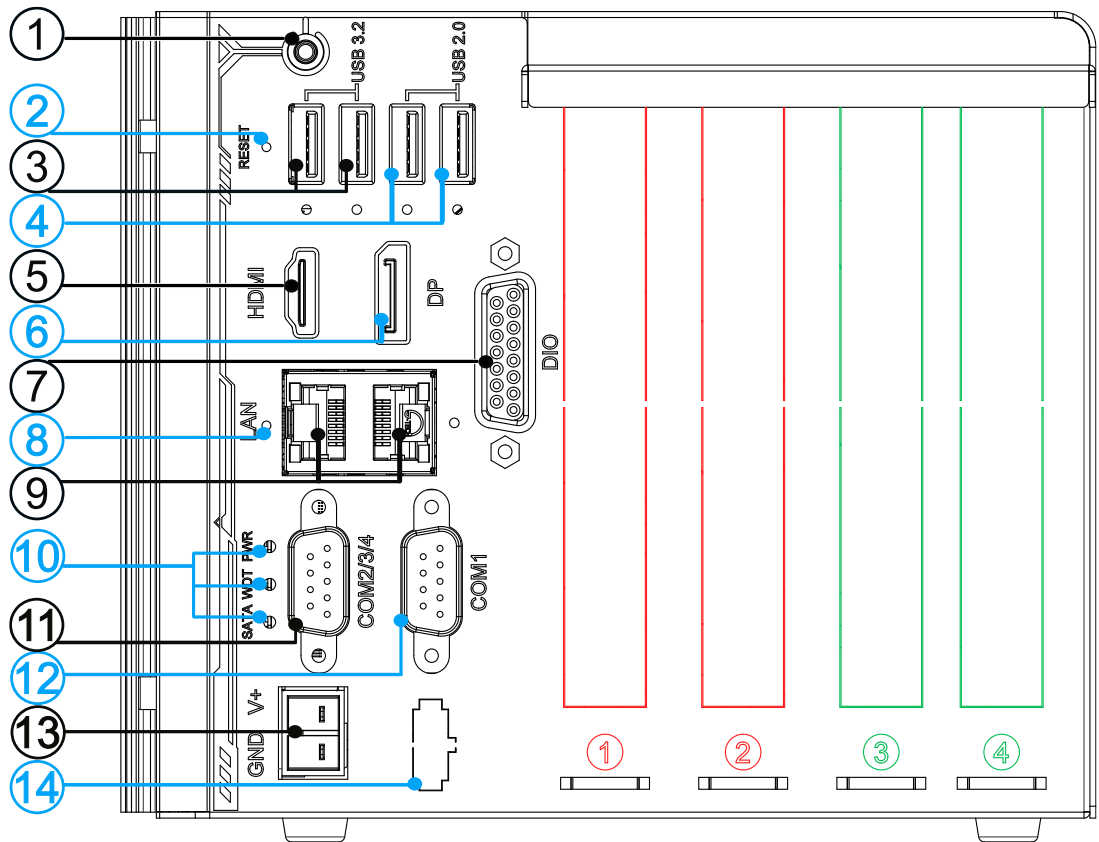 1
USB 3.2
USB 2.0
2
RESET
3
4
5
HDMI
DP
6
7
DIO
LAN
8
9
10
PWR
WDT
SATA
COM2/3/4
COM1
11
12
V+
GND
13
14
1
2
3
4